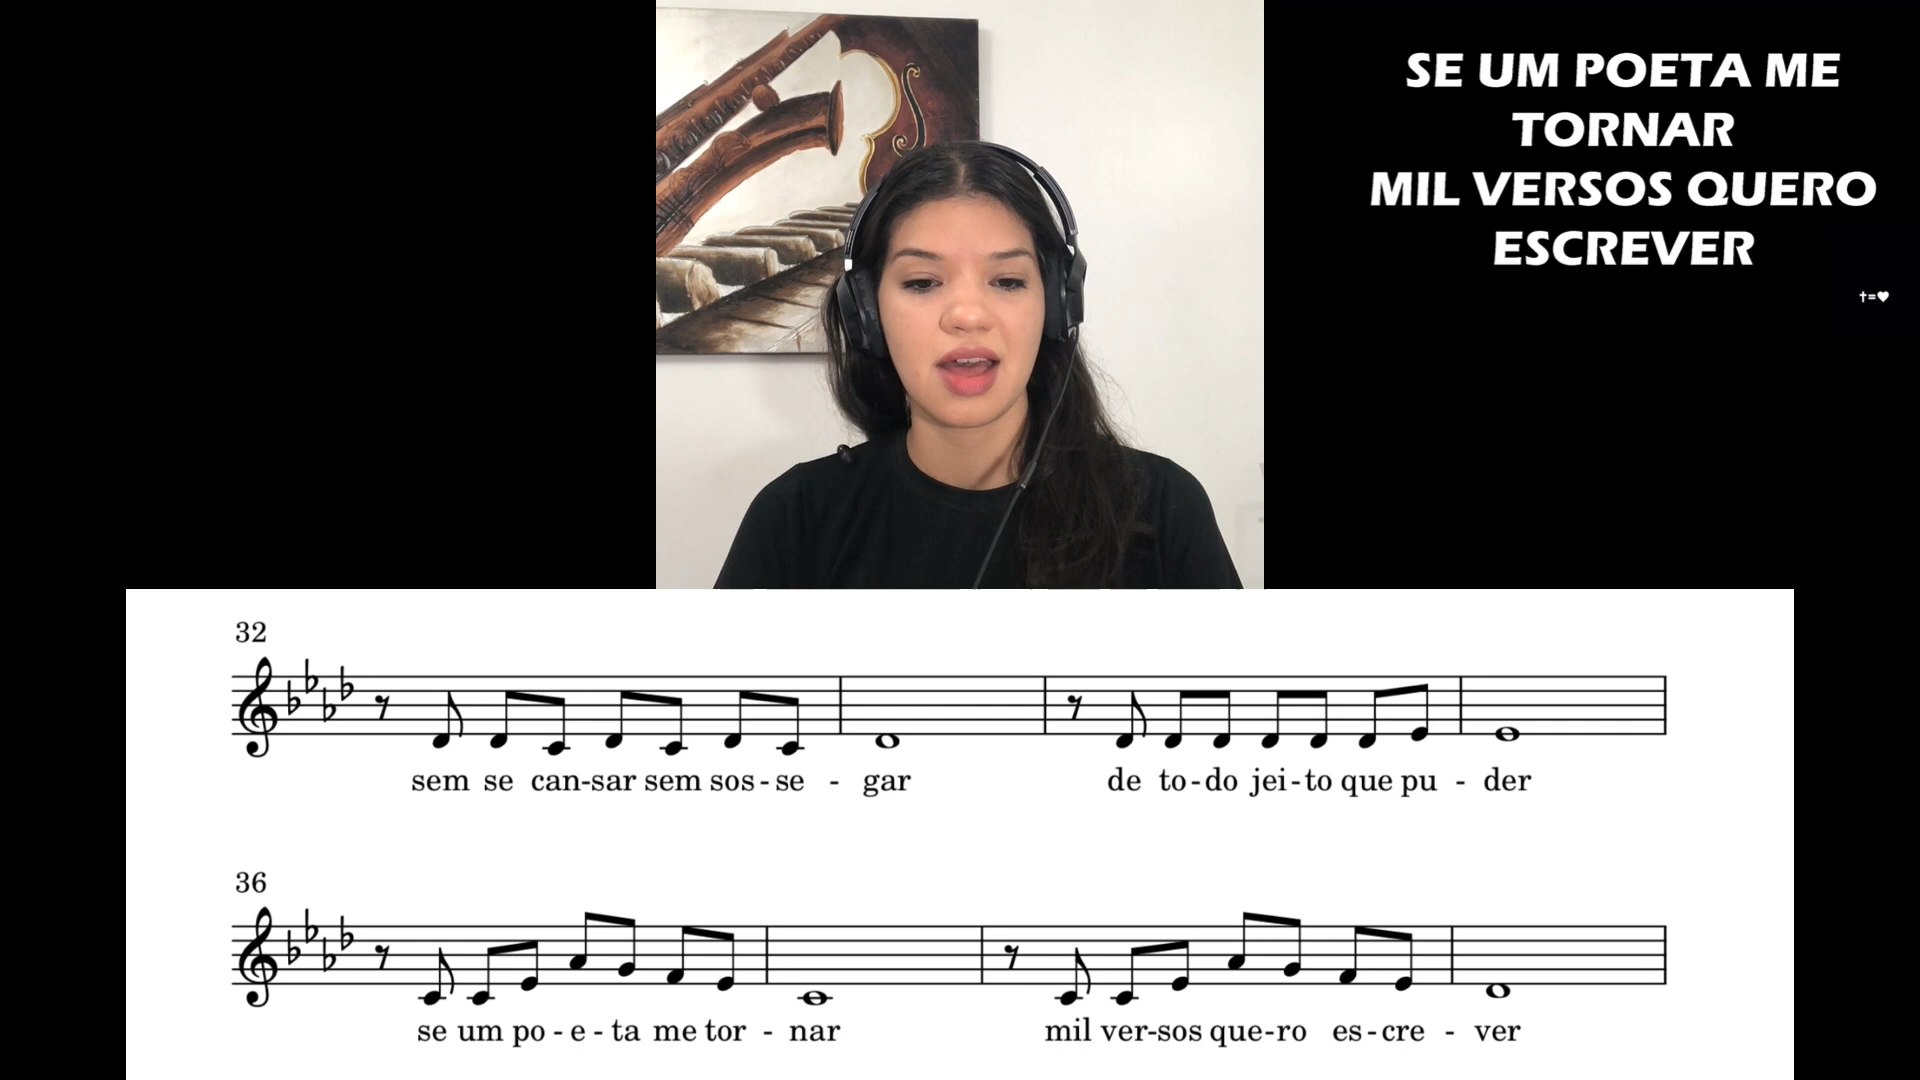 SE UM POETA ME
TORNAR
MIL VERSOS QUERO
ESCREVER
†=♥
32
sem se can-sar sem sos-se - gar de to-do jei-to que pu - der
36
se um po-e-ta me tor - nar mil ver-sos que-ro es-cre - ver